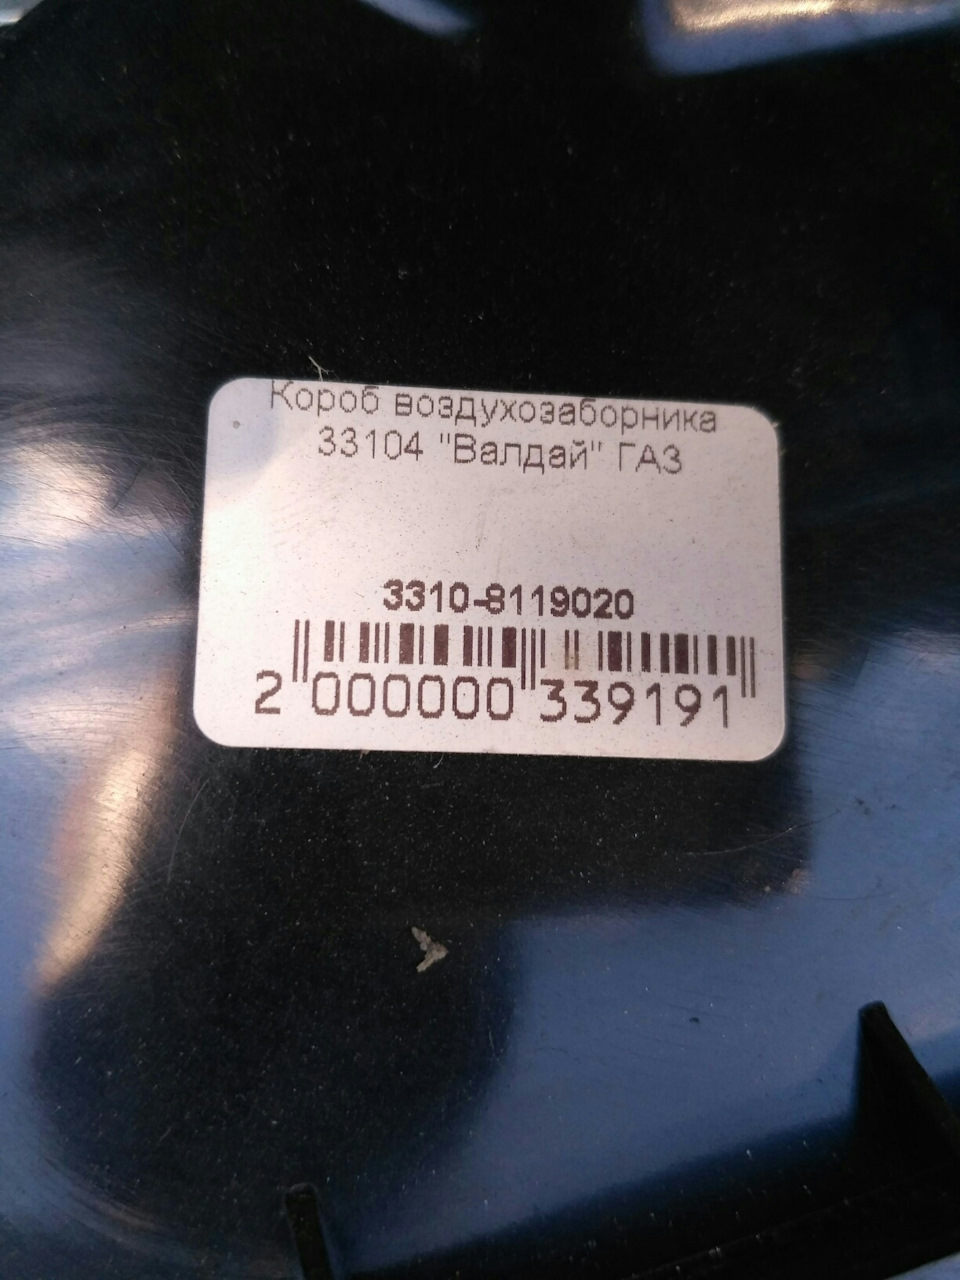 Короб воздухозаборника
33104 "Валдай" ГАЗ
3310-8119020
2 000000 339191